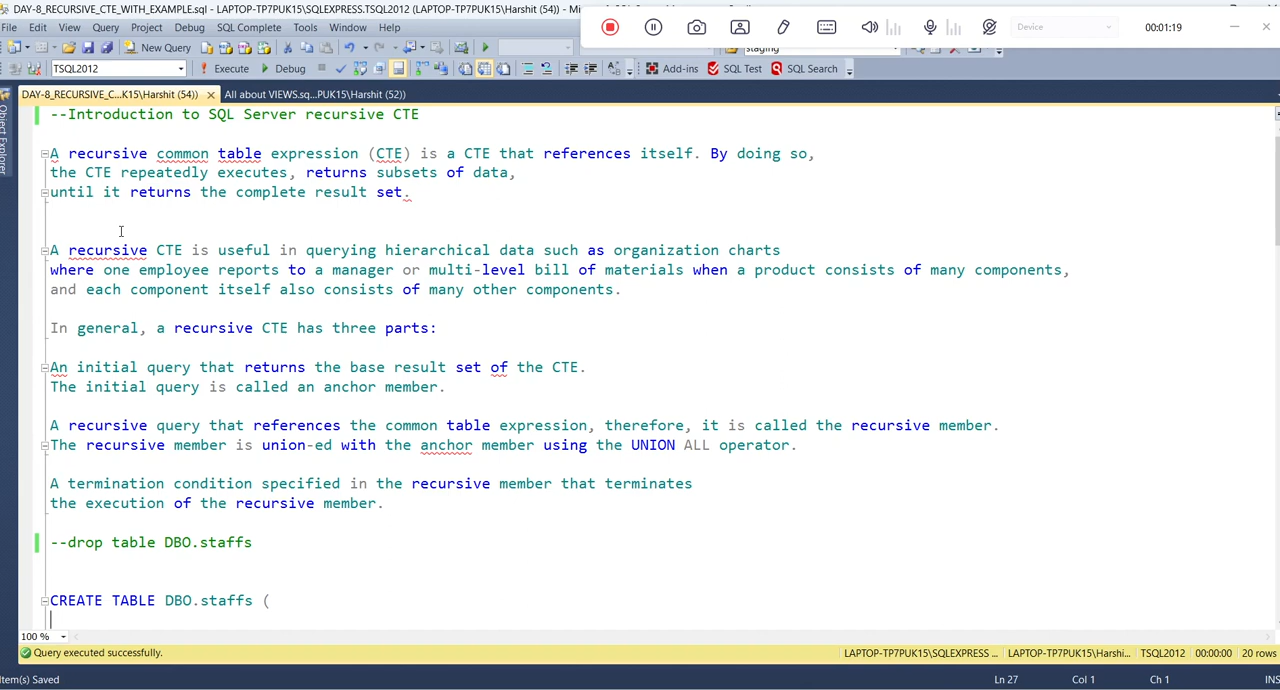 DAY-8_RECURSIVE_CTE_WITH_EXAMPLE.sql - LAPTOP-TP7PUK15\SQLEXPRESS.TSQL2012 (LAPTOP-TP7PUK15\Harshit (54)) -
File Edit View Query Project Debug SQL Complete Tools Window Help
Device 00:01:19
New Query staging
TSQL2012 Execute Debug Add-ins SQL Test SQL Search
DAY-8_RECURSIVE_C...K15\Harshit (54)) All about VIEWS.sq...PUK15\Harshit (52))
Object Explorer
--Introduction to SQL Server recursive CTE
A recursive common table expression (CTE) is a CTE that references itself. By doing so,
the CTE repeatedly executes, returns subsets of data,
until it returns the complete result set.
A recursive CTE is useful in querying hierarchical data such as organization charts
where one employee reports to a manager or multi-level bill of materials when a product consists of many components,
and each component itself also consists of many other components.
In general, a recursive CTE has three parts:
An initial query that returns the base result set of the CTE.
The initial query is called an anchor member.
A recursive query that references the common table expression, therefore, it is called the recursive member.
The recursive member is union-ed with the anchor member using the UNION ALL operator.
A termination condition specified in the recursive member that terminates
the execution of the recursive member.
--drop table DBO.staffs
CREATE TABLE DBO.staffs (
100 %
Query executed successfully. LAPTOP-TP7PUK15\SQLEXPRESS ... LAPTOP-TP7PUK15\Harshi... TSQL2012 00:00:00 20 rows
Item(s) Saved Ln 27 Col 1 Ch 1 INS